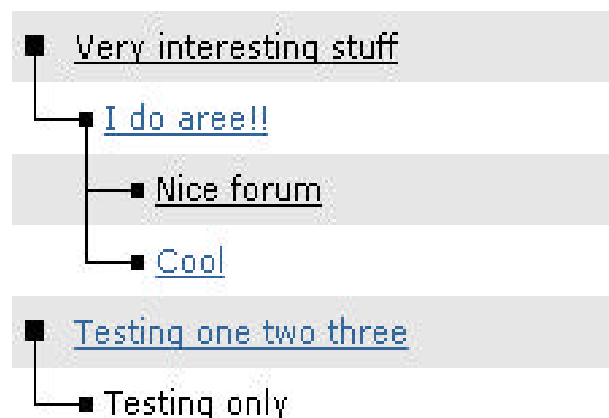 Very interesting stuff
I do aree!!
Nice forum
Cool
Testing one two three
Testing only